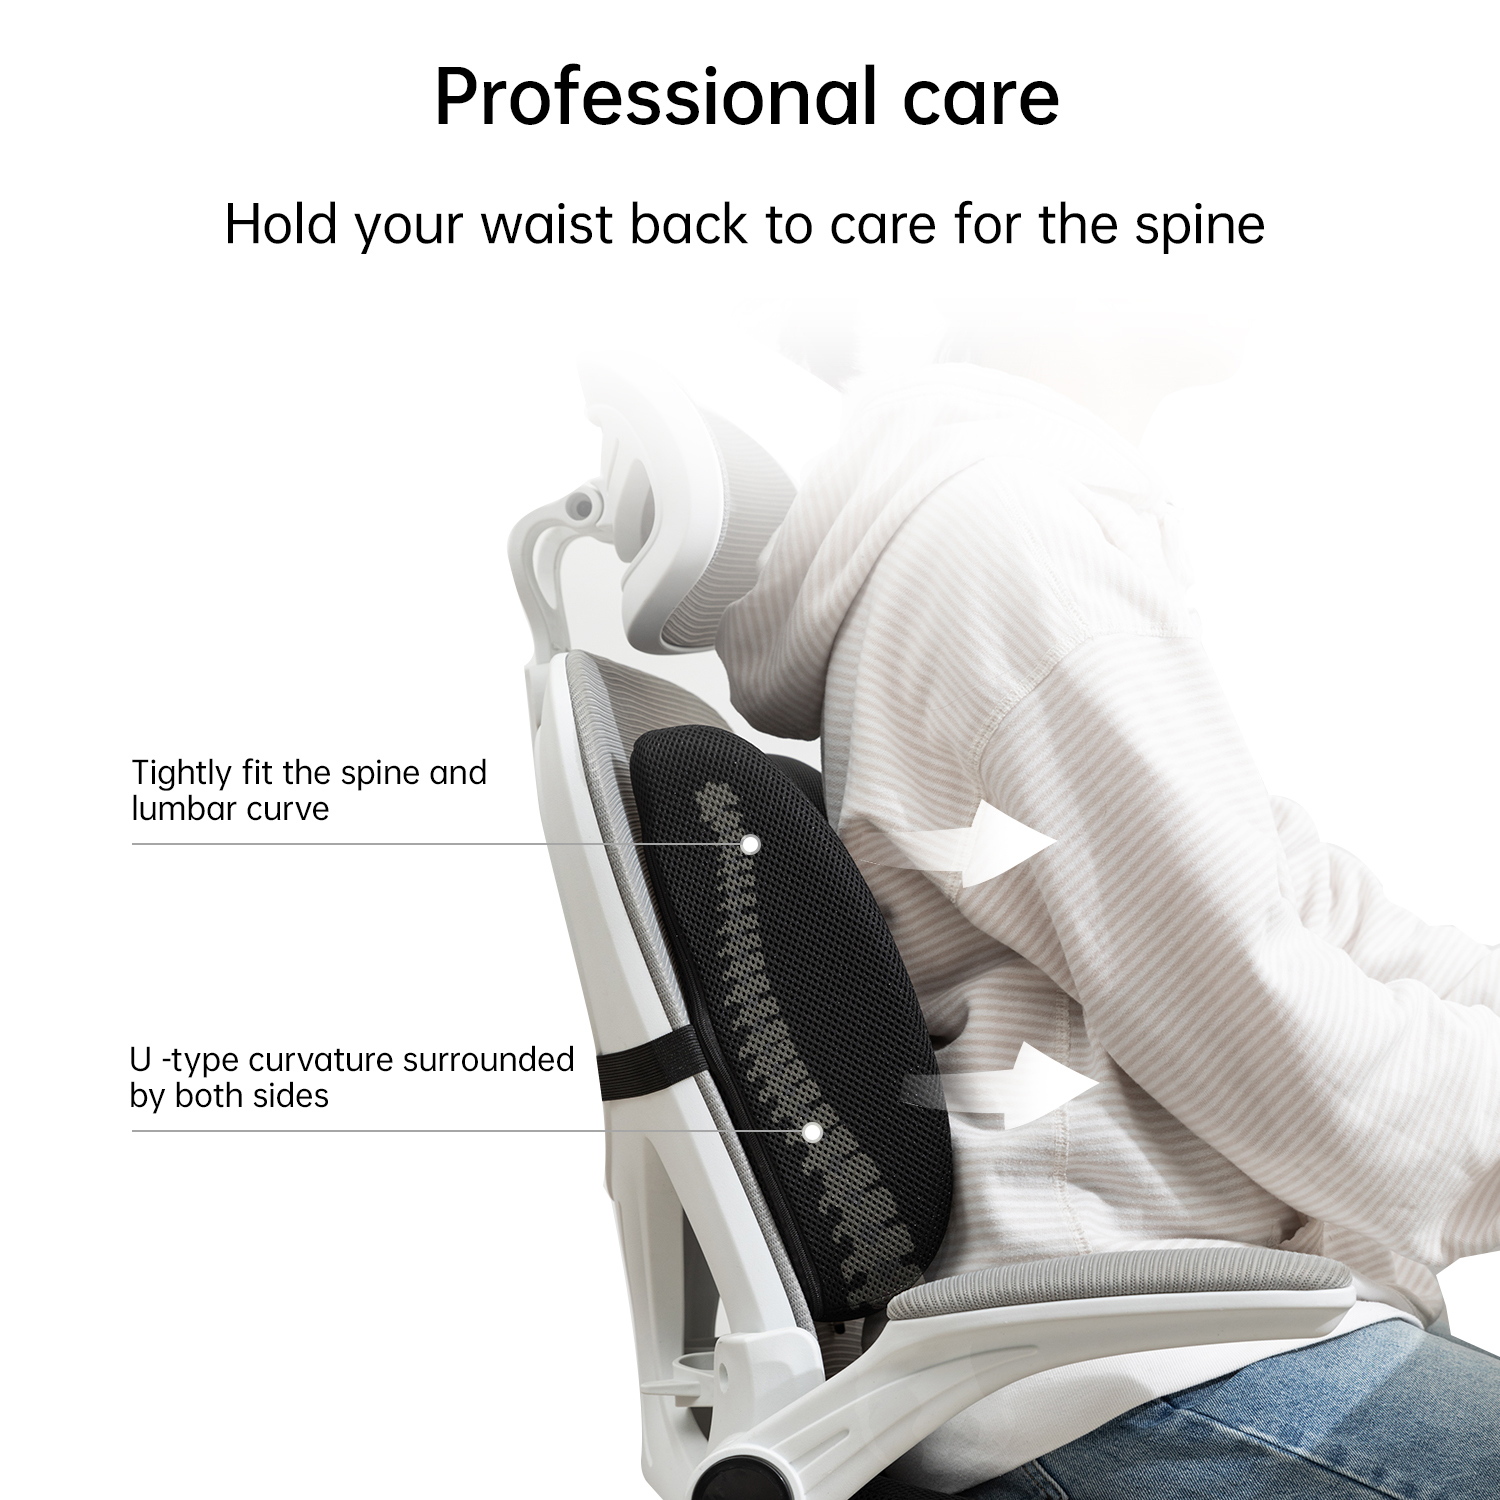 Professional care
Hold your waist back to care for the spine
Tightly fit the spine and
lumbar curve
U -type curvature surrounded
by both sides